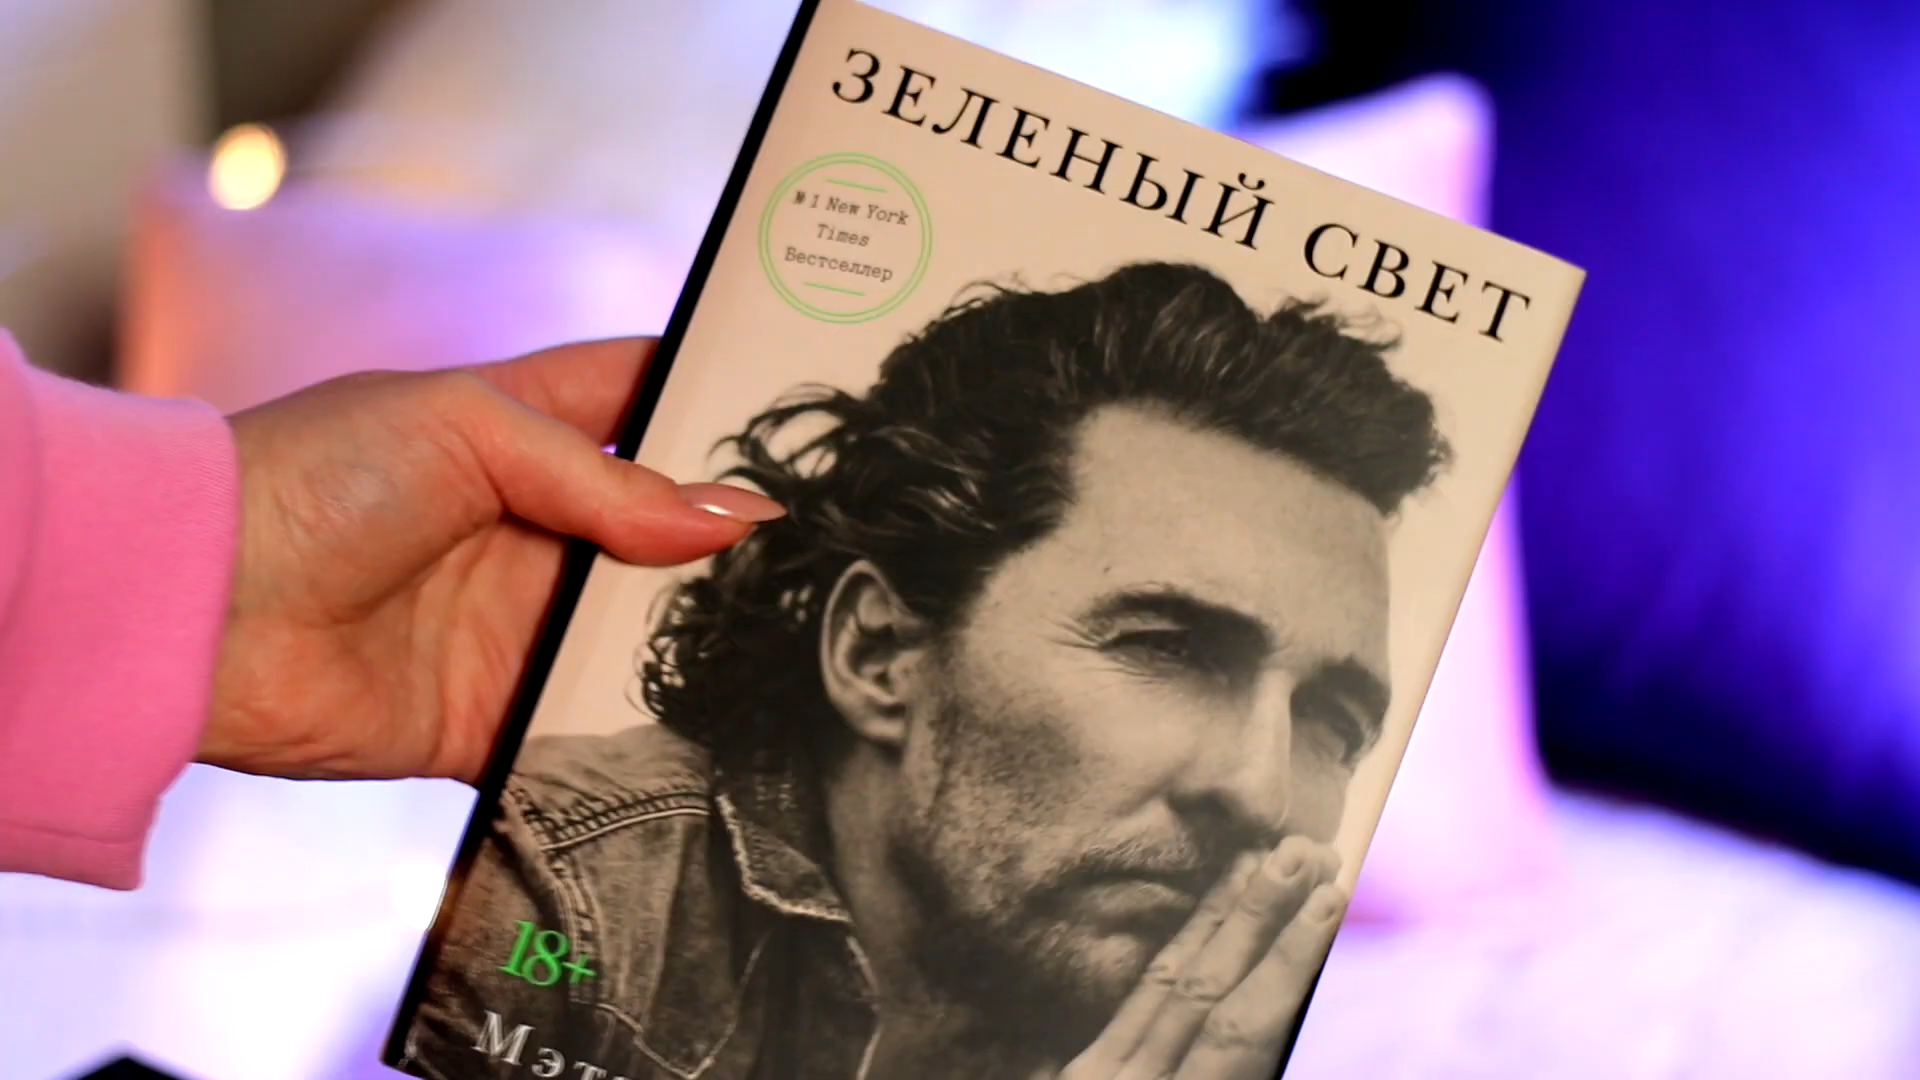 ЗЕЛЕНЫЙ СВЕТ
№ 1 New York
Times
Бестселлер
18+